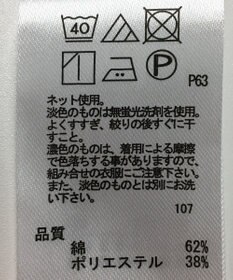 40
P63
P
ネット使用。
淡色のものは無蛍光洗剤を使用。
よくすすぎ、絞りの後すぐに干
すこと。
濃色のものは、着用による摩擦
で色落ちする事がありますので、
組み合せの衣服にご注意下さい。
また、淡色のものとは別にお洗
い下さい。
107
品質
綿 62%
ポリエステル 38%